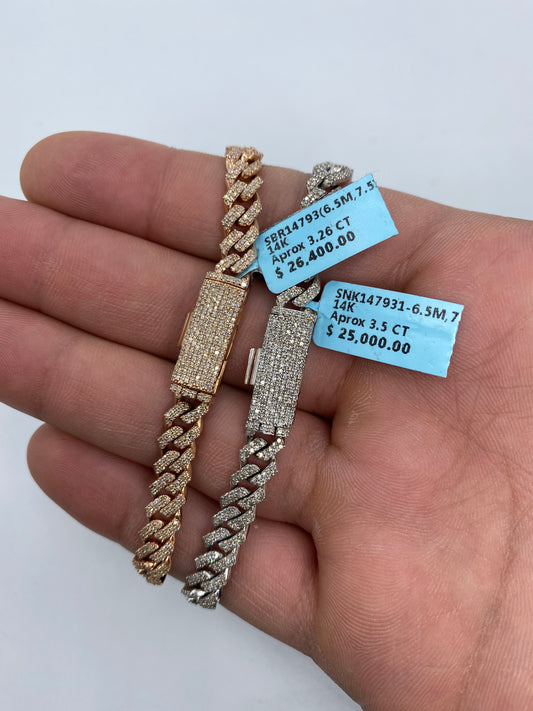 SBR14793(6.5M,7.5
14K
Aprox 3.26 CT
$ 26,400.00
SNK147931-6.5M,7
14K
Aprox 3.5 CT
$ 25,000.00